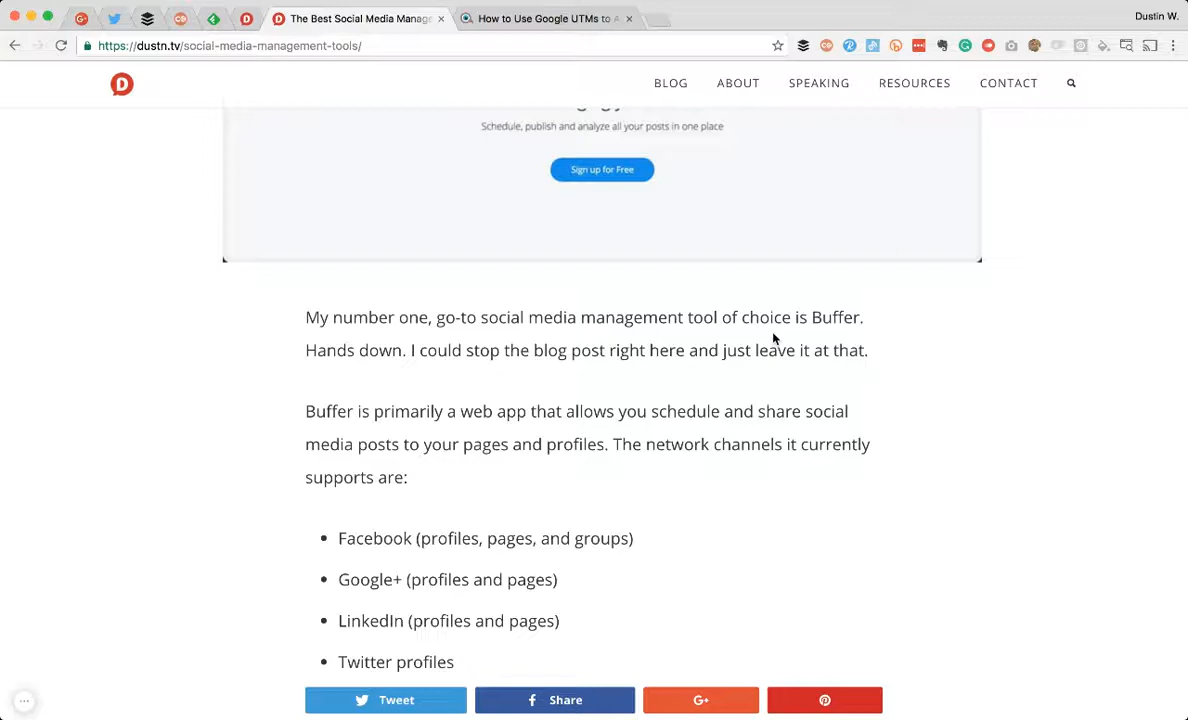 The Best Social Media Manag
How to Use Google UTMs to
Dustin W.
https://dustn.tv/social-media-management-tools/
D
BLOG
ABOUT
SPEAKING
RESOURCES
CONTACT
Schedule, publish and analyze all your posts in one place
Sign up for Free
My number one, go-to social media management tool of choice is Buffer.
Hands down. I could stop the blog post right here and just leave it at that.
Buffer is primarily a web app that allows you schedule and share social
media posts to your pages and profiles. The network channels it currently
supports are:
• Facebook (profiles, pages, and groups)
• Google+ (profiles and pages)
• LinkedIn (profiles and pages)
• Twitter profiles
Tweet
Share
G+